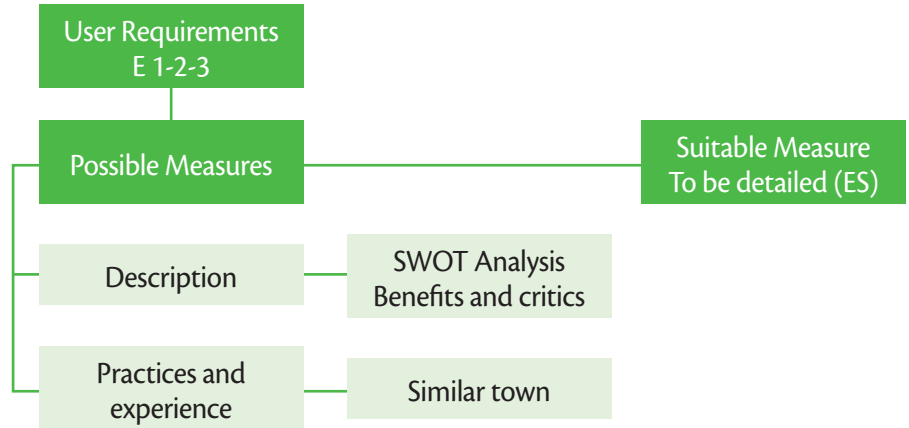 User Requirements
E 1-2-3
Possible Measures
Suitable Measure
To be detailed (ES)
Description
SWOT Analysis
Benefits and critics
Practices and
experience
Similar town